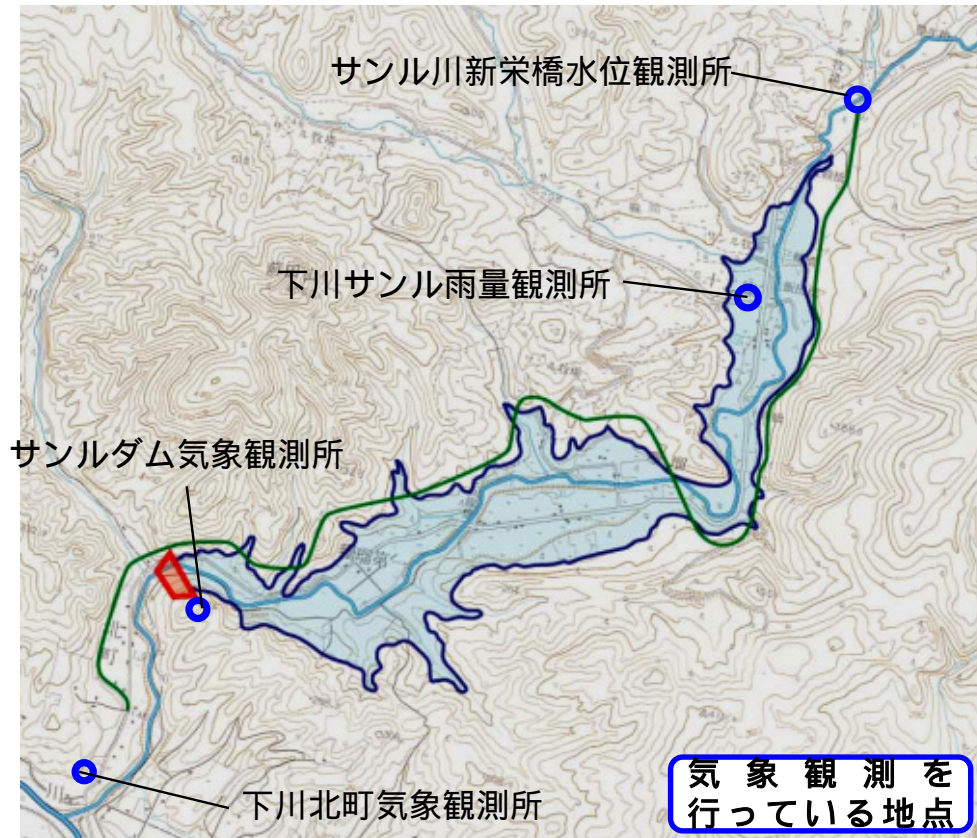 サンル川新栄橋水位観測所
下川サンル雨量観測所
サンルダム気象観測所
下川北町気象観測所
気象観測を
行っている地点